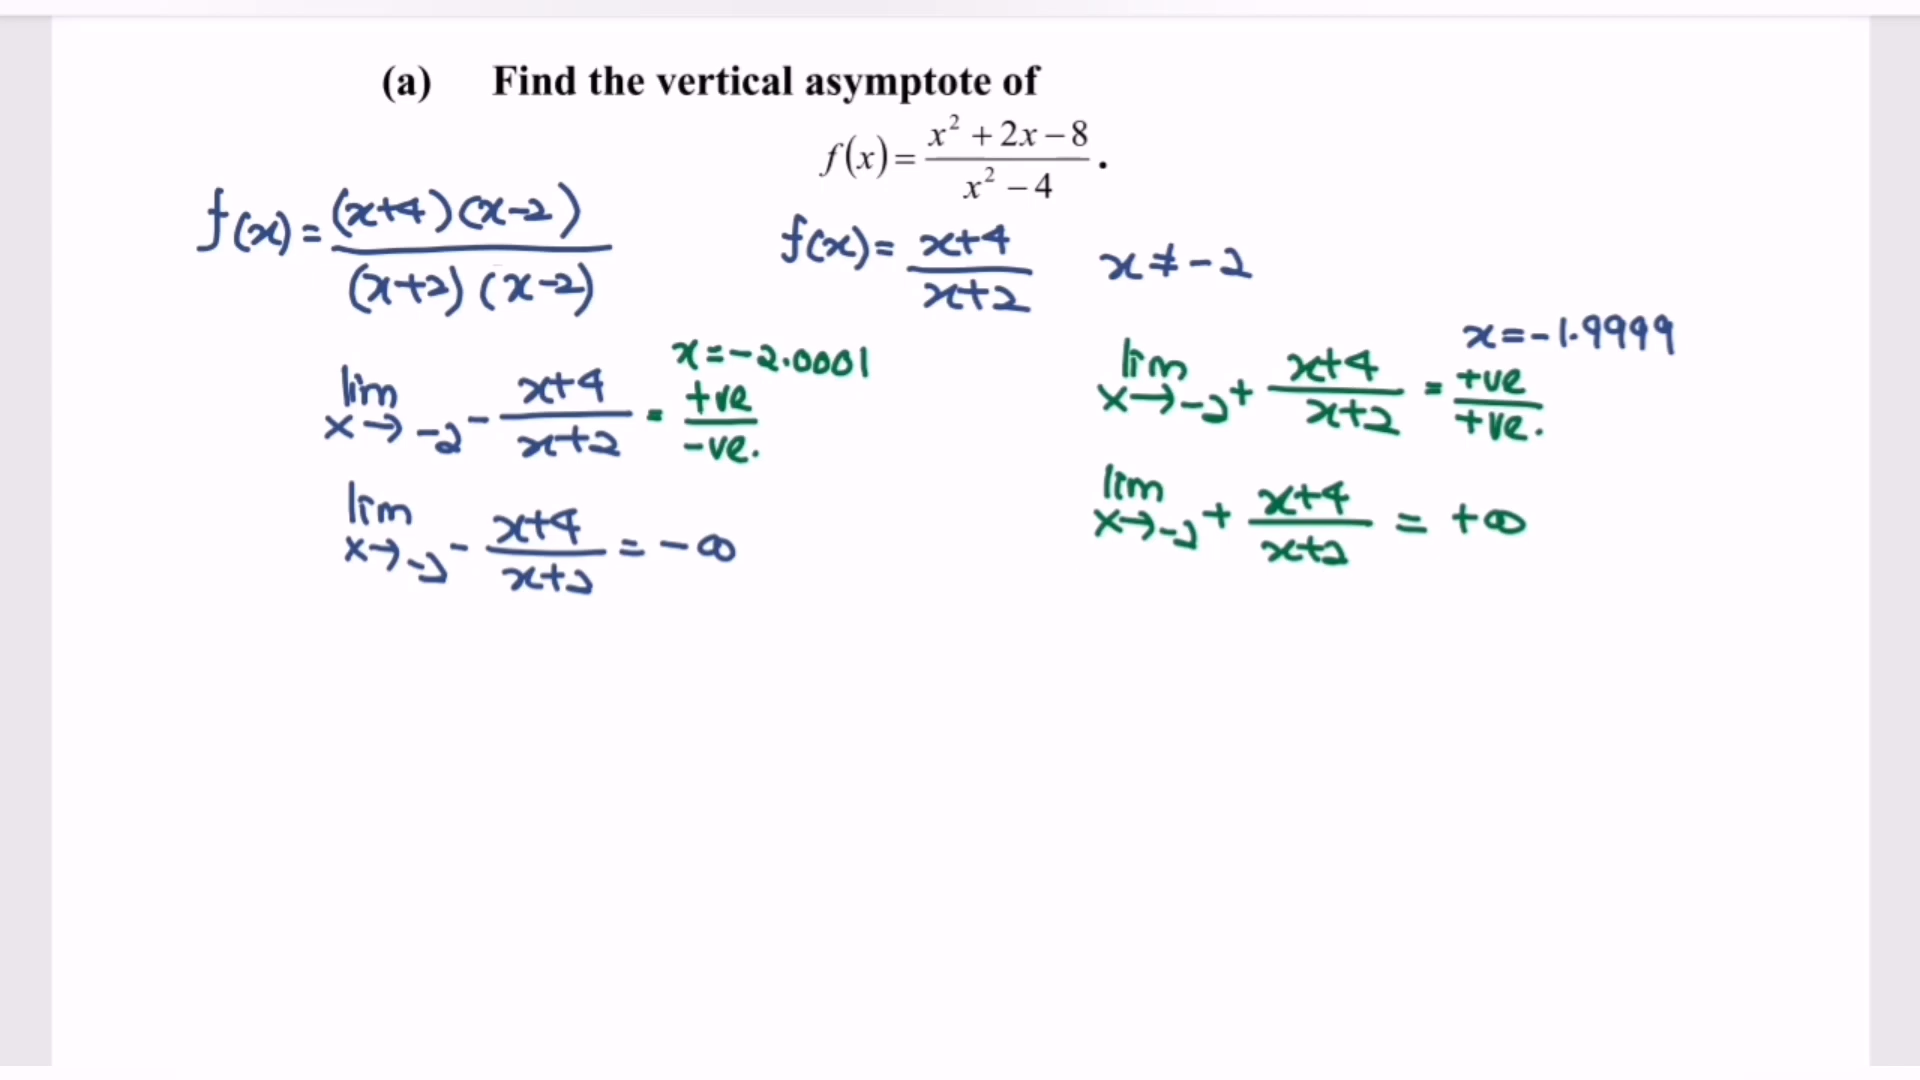 (a) Find the vertical asymptote of
f(x) = (x² + 2x − 8) / (x² − 4) .
f(x) = (x+4)(x−2) / (x+2)(x−2)
f(x) = (x+4) / (x+2)   x ≠ −2
lim x→−2⁻ (x+4) / (x+2) = +ve / −ve.   x = −2.0001
lim x→−2⁻ (x+4) / (x+2) = −∞
lim x→−2⁺ (x+4) / (x+2) = +ve / +ve.   x = −1.9999
lim x→−2⁺ (x+4) / (x+2) = +∞